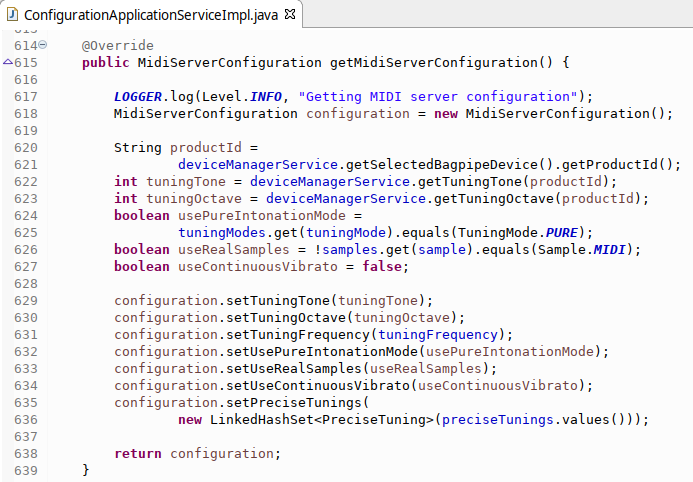 ConfigurationApplicationServiceImpl.java
614 @Override
615 public MidiServerConfiguration getMidiServerConfiguration() {
616
617 LOGGER.log(Level.INFO, "Getting MIDI server configuration");
618 MidiServerConfiguration configuration = new MidiServerConfiguration();
619
620 String productId =
621 deviceManagerService.getSelectedBagpipeDevice().getProductId();
622 int tuningTone = deviceManagerService.getTuningTone(productId);
623 int tuningOctave = deviceManagerService.getTuningOctave(productId);
624 boolean usePureIntonationMode =
625 tuningModes.get(tuningMode).equals(TuningMode.PURE);
626 boolean useRealSamples = !samples.get(sample).equals(Sample.MIDI);
627 boolean useContinuousVibrato = false;
628
629 configuration.setTuningTone(tuningTone);
630 configuration.setTuningOctave(tuningOctave);
631 configuration.setTuningFrequency(tuningFrequency);
632 configuration.setUsePureIntonationMode(usePureIntonationMode);
633 configuration.setUseRealSamples(useRealSamples);
634 configuration.setUseContinuousVibrato(useContinuousVibrato);
635 configuration.setPreciseTunings(
636 new LinkedHashSet<PreciseTuning>(preciseTunings.values()));
637
638 return configuration;
639 }